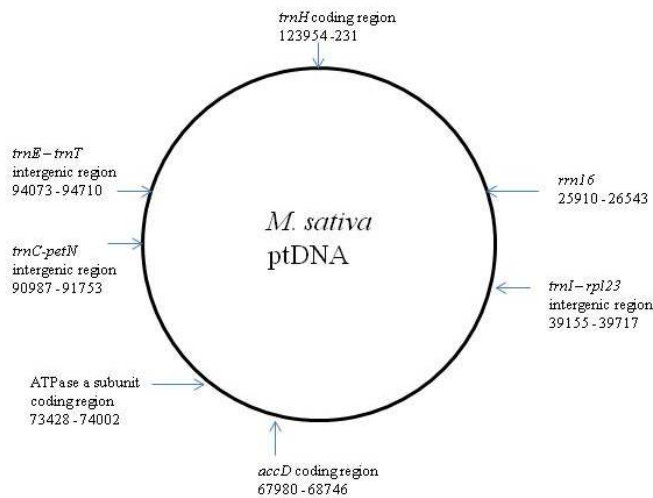 trnH coding region
123954 -231
trnE – trnT
intergenic region
94073 - 94710
rrn16
25910 - 26543
M. sativa
ptDNA
trnC-petN
intergenic region
90987 - 91753
trnI – rpl23
intergenic region
39155 - 39717
ATPase a subunit
coding region
73428 - 74002
accD coding region
67980 - 68746